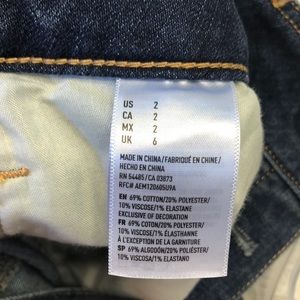 US 2
CA 2
MX 2
UK 6
MADE IN CHINA/FABRIQUÉ EN CHINE/
HECHO EN CHINA
RN 54485/CA 03873
RFC# AEM120605U9A
EN 69% COTTON/20% POLYESTER/
10% VISCOSE/1% ELASTANE
EXCLUSIVE OF DECORATION
FR 69% COTON/20% POLYESTER/
10% VISCOSE/1% ÉLASTHANNE
À L'EXCEPTION DE LA GARNITURE
SP 69% ALGODÓN/20% POLIÉSTER/
10% VISCOSA/1% ELASTANO